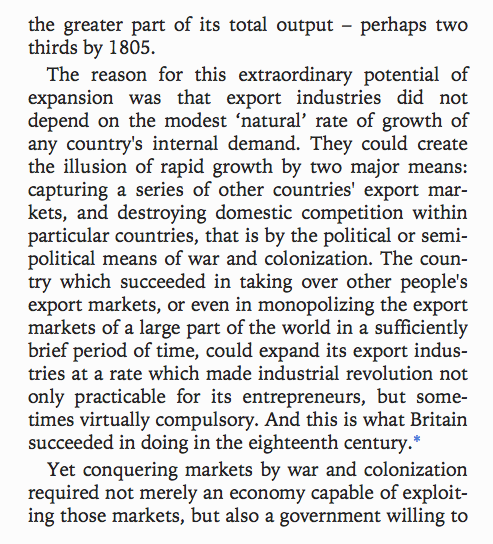 the greater part of its total output – perhaps two
thirds by 1805.
The reason for this extraordinary potential of
expansion was that export industries did not
depend on the modest ‘natural’ rate of growth of
any country's internal demand. They could create
the illusion of rapid growth by two major means:
capturing a series of other countries' export mar-
kets, and destroying domestic competition within
particular countries, that is by the political or semi-
political means of war and colonization. The coun-
try which succeeded in taking over other people's
export markets, or even in monopolizing the export
markets of a large part of the world in a sufficiently
brief period of time, could expand its export indus-
tries at a rate which made industrial revolution not
only practicable for its entrepreneurs, but some-
times virtually compulsory. And this is what Britain
succeeded in doing in the eighteenth century.*
Yet conquering markets by war and colonization
required not merely an economy capable of exploit-
ing those markets, but also a government willing to